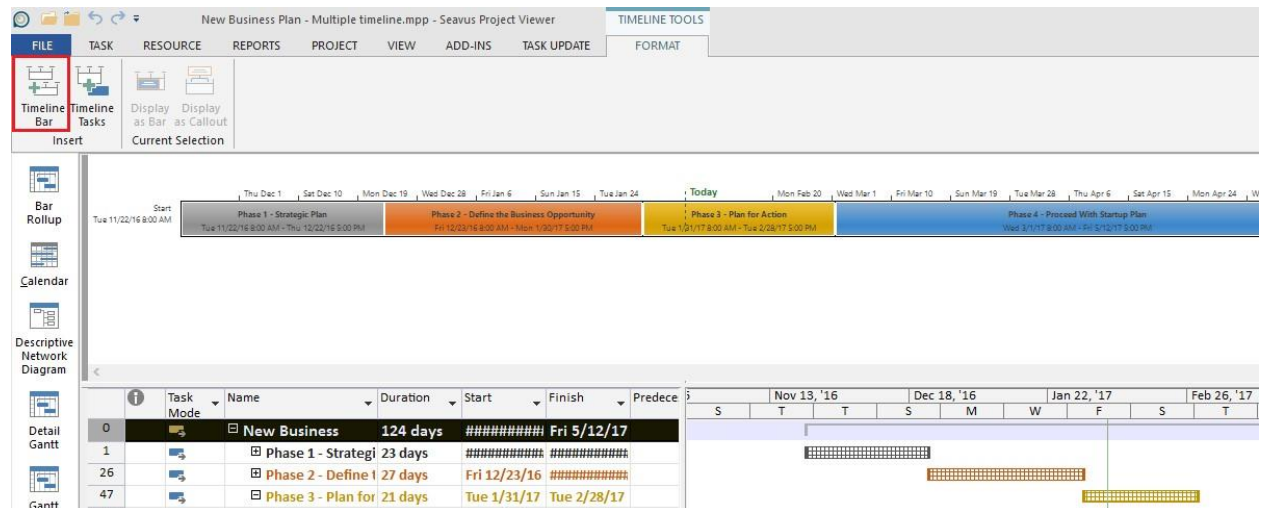 New Business Plan - Multiple timeline.mpp - Seavus Project Viewer
TIMELINE TOOLS
FILE TASK RESOURCE REPORTS PROJECT VIEW ADD-INS TASK UPDATE FORMAT
Timeline Timeline Display Display
Bar Tasks as Bar as Callout
Insert Current Selection
Bar
Rollup
Calendar
Descriptive
Network
Diagram
Detail
Gantt
Gantt
Thu Dec 1 Sat Dec 10 Mon Dec 19 Wed Dec 28 Fri Jan 6 Sun Jan 15 Tue Jan 24 Today Mon Feb 20 Wed Mar 1 Fri Mar 10 Sun Mar 19 Tue Mar 28 Thu Apr 6 Sat Apr 15 Mon Apr 24 W
Start
Tue 11/22/16 8:00 AM
Phase 1 - Strategic Plan
Tue 11/22/16 8:00 AM - Thu 12/22/16 5:00 PM
Phase 2 - Define the Business Opportunity
Fri 12/23/16 8:00 AM - Mon 1/30/17 5:00 PM
Phase 3 - Plan for Action
Tue 1/31/17 8:00 AM - Tue 2/28/17 5:00 PM
Phase 4 - Proceed With Startup Plan
Wed 3/1/17 8:00 AM - Fri 5/12/17 5:00 PM
Task
Mode
Name Duration Start Finish Predece
5 Nov 13, '16 Dec 18, '16 Jan 22, '17 Feb 26, '17
S T T S M W F S T
0 New Business 124 days ########## Fri 5/12/17
1 Phase 1 - Strategi 23 days ########### ###########
26 Phase 2 - Define t 27 days Fri 12/23/16 ###########
47 Phase 3 - Plan for 21 days Tue 1/31/17 Tue 2/28/17